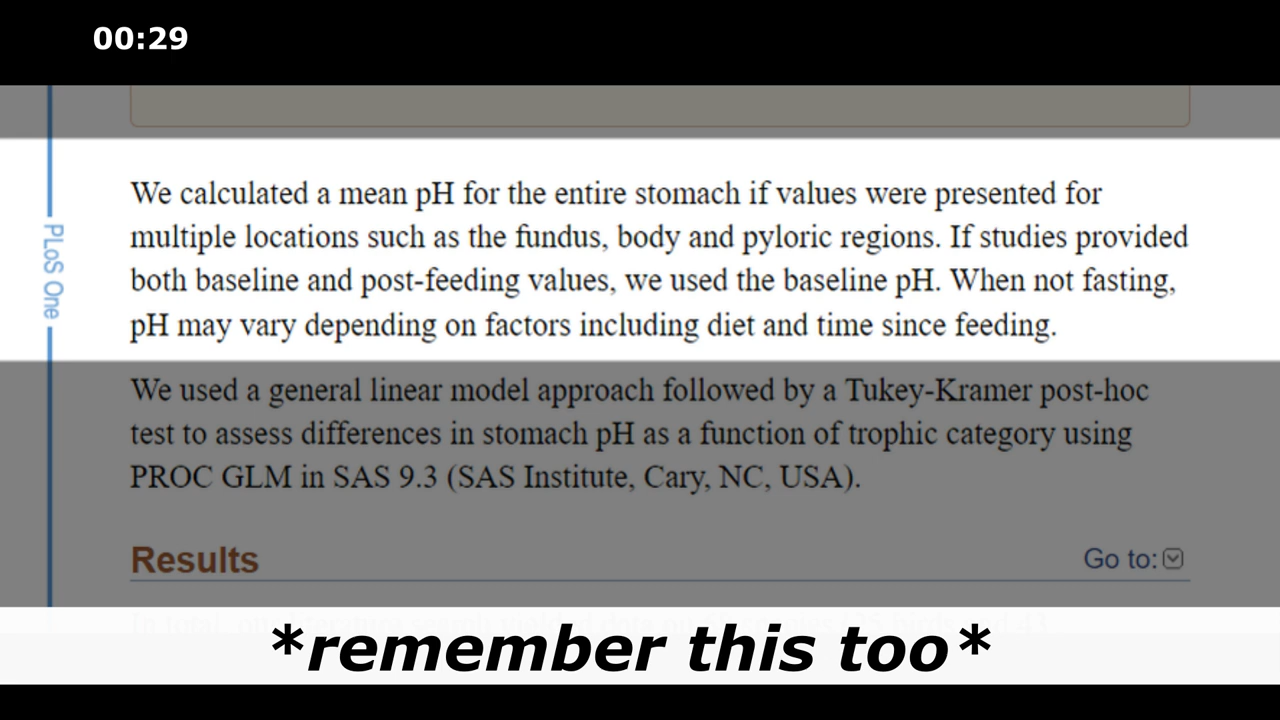 00:29
PLoS One
We calculated a mean pH for the entire stomach if values were presented for
multiple locations such as the fundus, body and pyloric regions. If studies provided
both baseline and post-feeding values, we used the baseline pH. When not fasting,
pH may vary depending on factors including diet and time since feeding.
We used a general linear model approach followed by a Tukey-Kramer post-hoc
test to assess differences in stomach pH as a function of trophic category using
PROC GLM in SAS 9.3 (SAS Institute, Cary, NC, USA).
Results
Go to:
*remember this too*